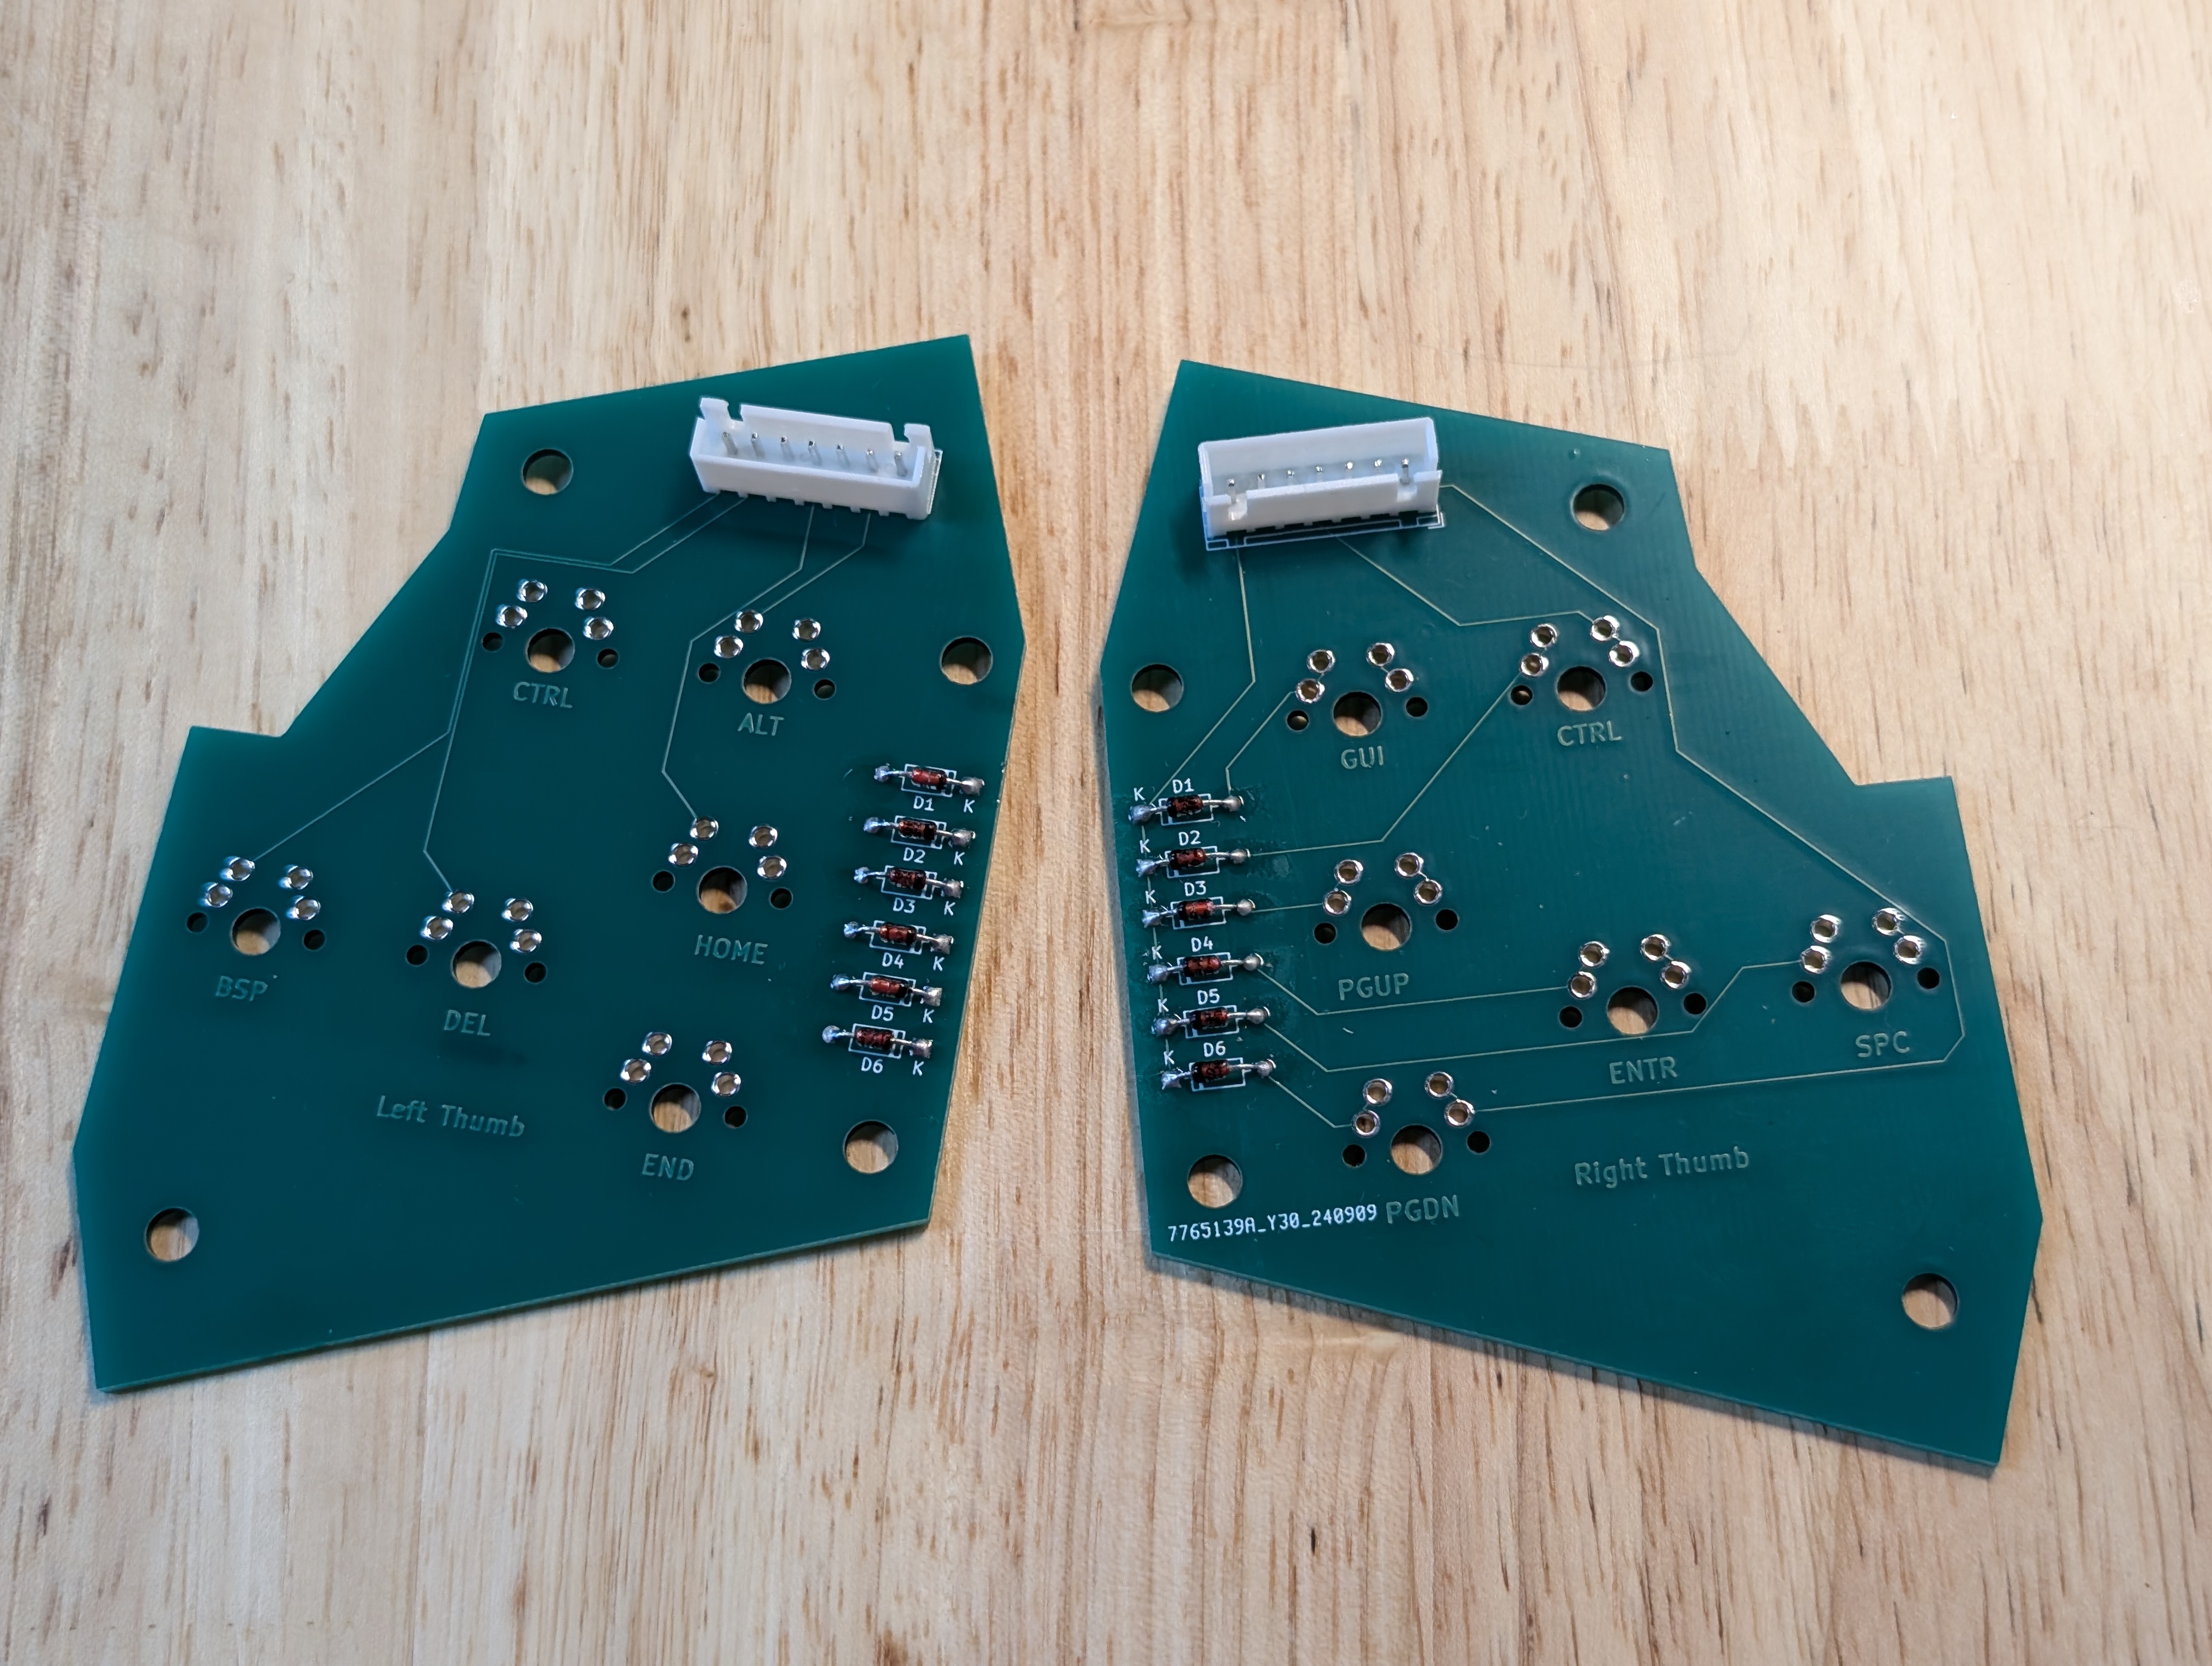 CTRL
ALT
D1
K
D2
K
HOME
D3
K
BSP
D4
K
DEL
D5
K
D6
K
Left Thumb
END
GUI
CTRL
K
D1
K
D2
K
D3
K
D4
PGUP
K
D5
SPC
K
D6
ENTR
Right Thumb
PGDN
7765139A_Y30_240909